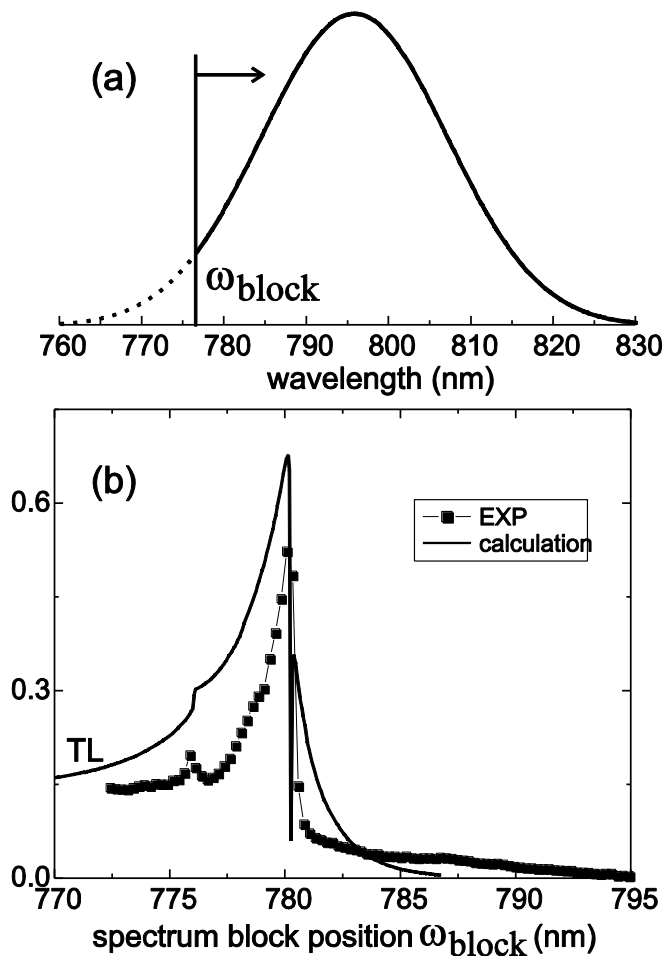 (a)
ωblock
760 770 780 790 800 810 820 830
wavelength (nm)
(b)
EXP
calculation
0.6
0.3
TL
0.0
770 775 780 785 790 795
spectrum block position ωblock (nm)